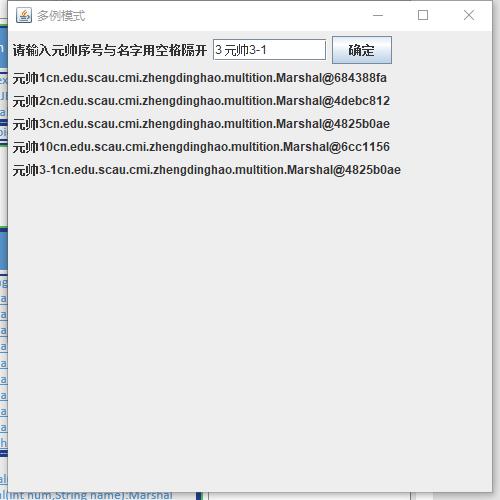 多例模式
请输入元帅序号与名字用空格隔开 3 元帅3-1 确定
元帅1cn.edu.scau.cmi.zhengdinghao.multition.Marshal@684388fa
元帅2cn.edu.scau.cmi.zhengdinghao.multition.Marshal@4debc812
元帅3cn.edu.scau.cmi.zhengdinghao.multition.Marshal@4825b0ae
元帅10cn.edu.scau.cmi.zhengdinghao.multition.Marshal@6cc1156
元帅3-1cn.edu.scau.cmi.zhengdinghao.multition.Marshal@4825b0ae
al(int num,String name):Marshal